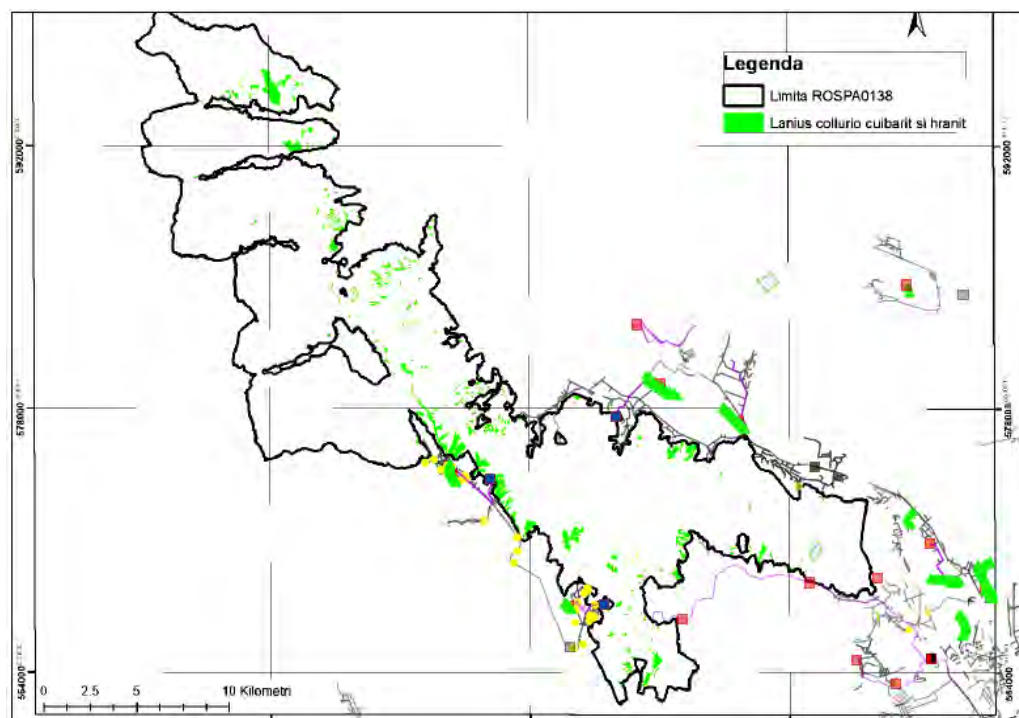 Legenda
Limita ROSPA0138
Lanius collurio cuibarit si hranit
592000
592000
578000
578000
564000
564000
0 2.5 5 10 Kilometri